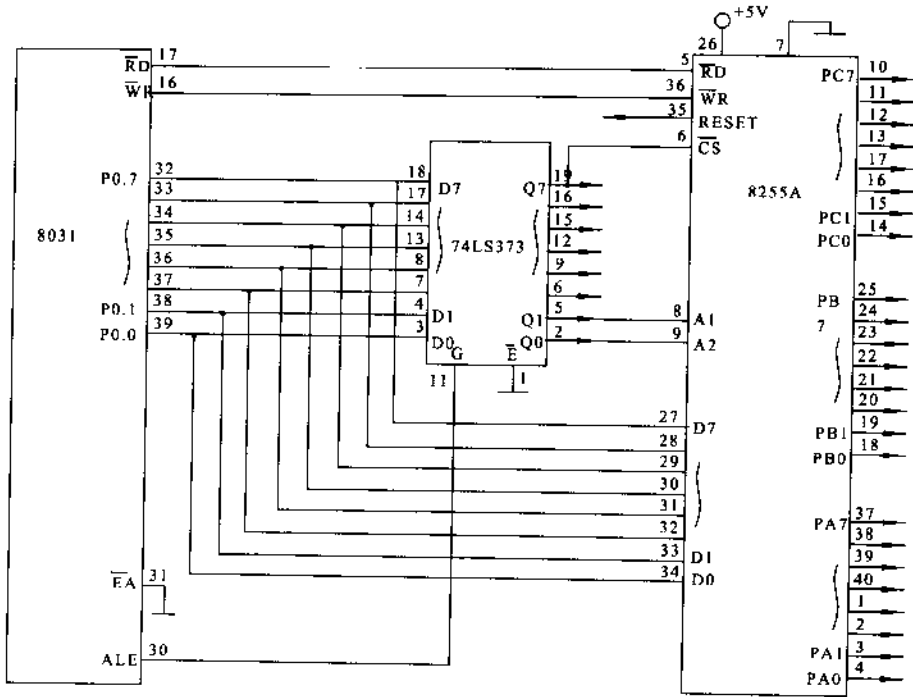 +5V
26
7
17
RD
5
RD
PC7
10
16
WR
36
WR
11
35
RESET
12
6
CS
13
17
P0.7
32
18
D7
Q7
19
16
33
17
16
8255A
34
14
15
PC1
15
8031
35
13
74LS373
12
PC0
14
36
8
9
37
7
6
P0.1
38
4
D1
Q1
5
8
A1
PB
25
P0.0
39
3
D0
Q0
2
9
A2
7
24
G
E
23
11
1
22
21
20
27
D7
PB1
19
28
PB0
18
29
30
31
32
PA7
37
33
D1
38
34
D0
39
EA
31
40
1
2
ALE
30
PA1
3
PA0
4